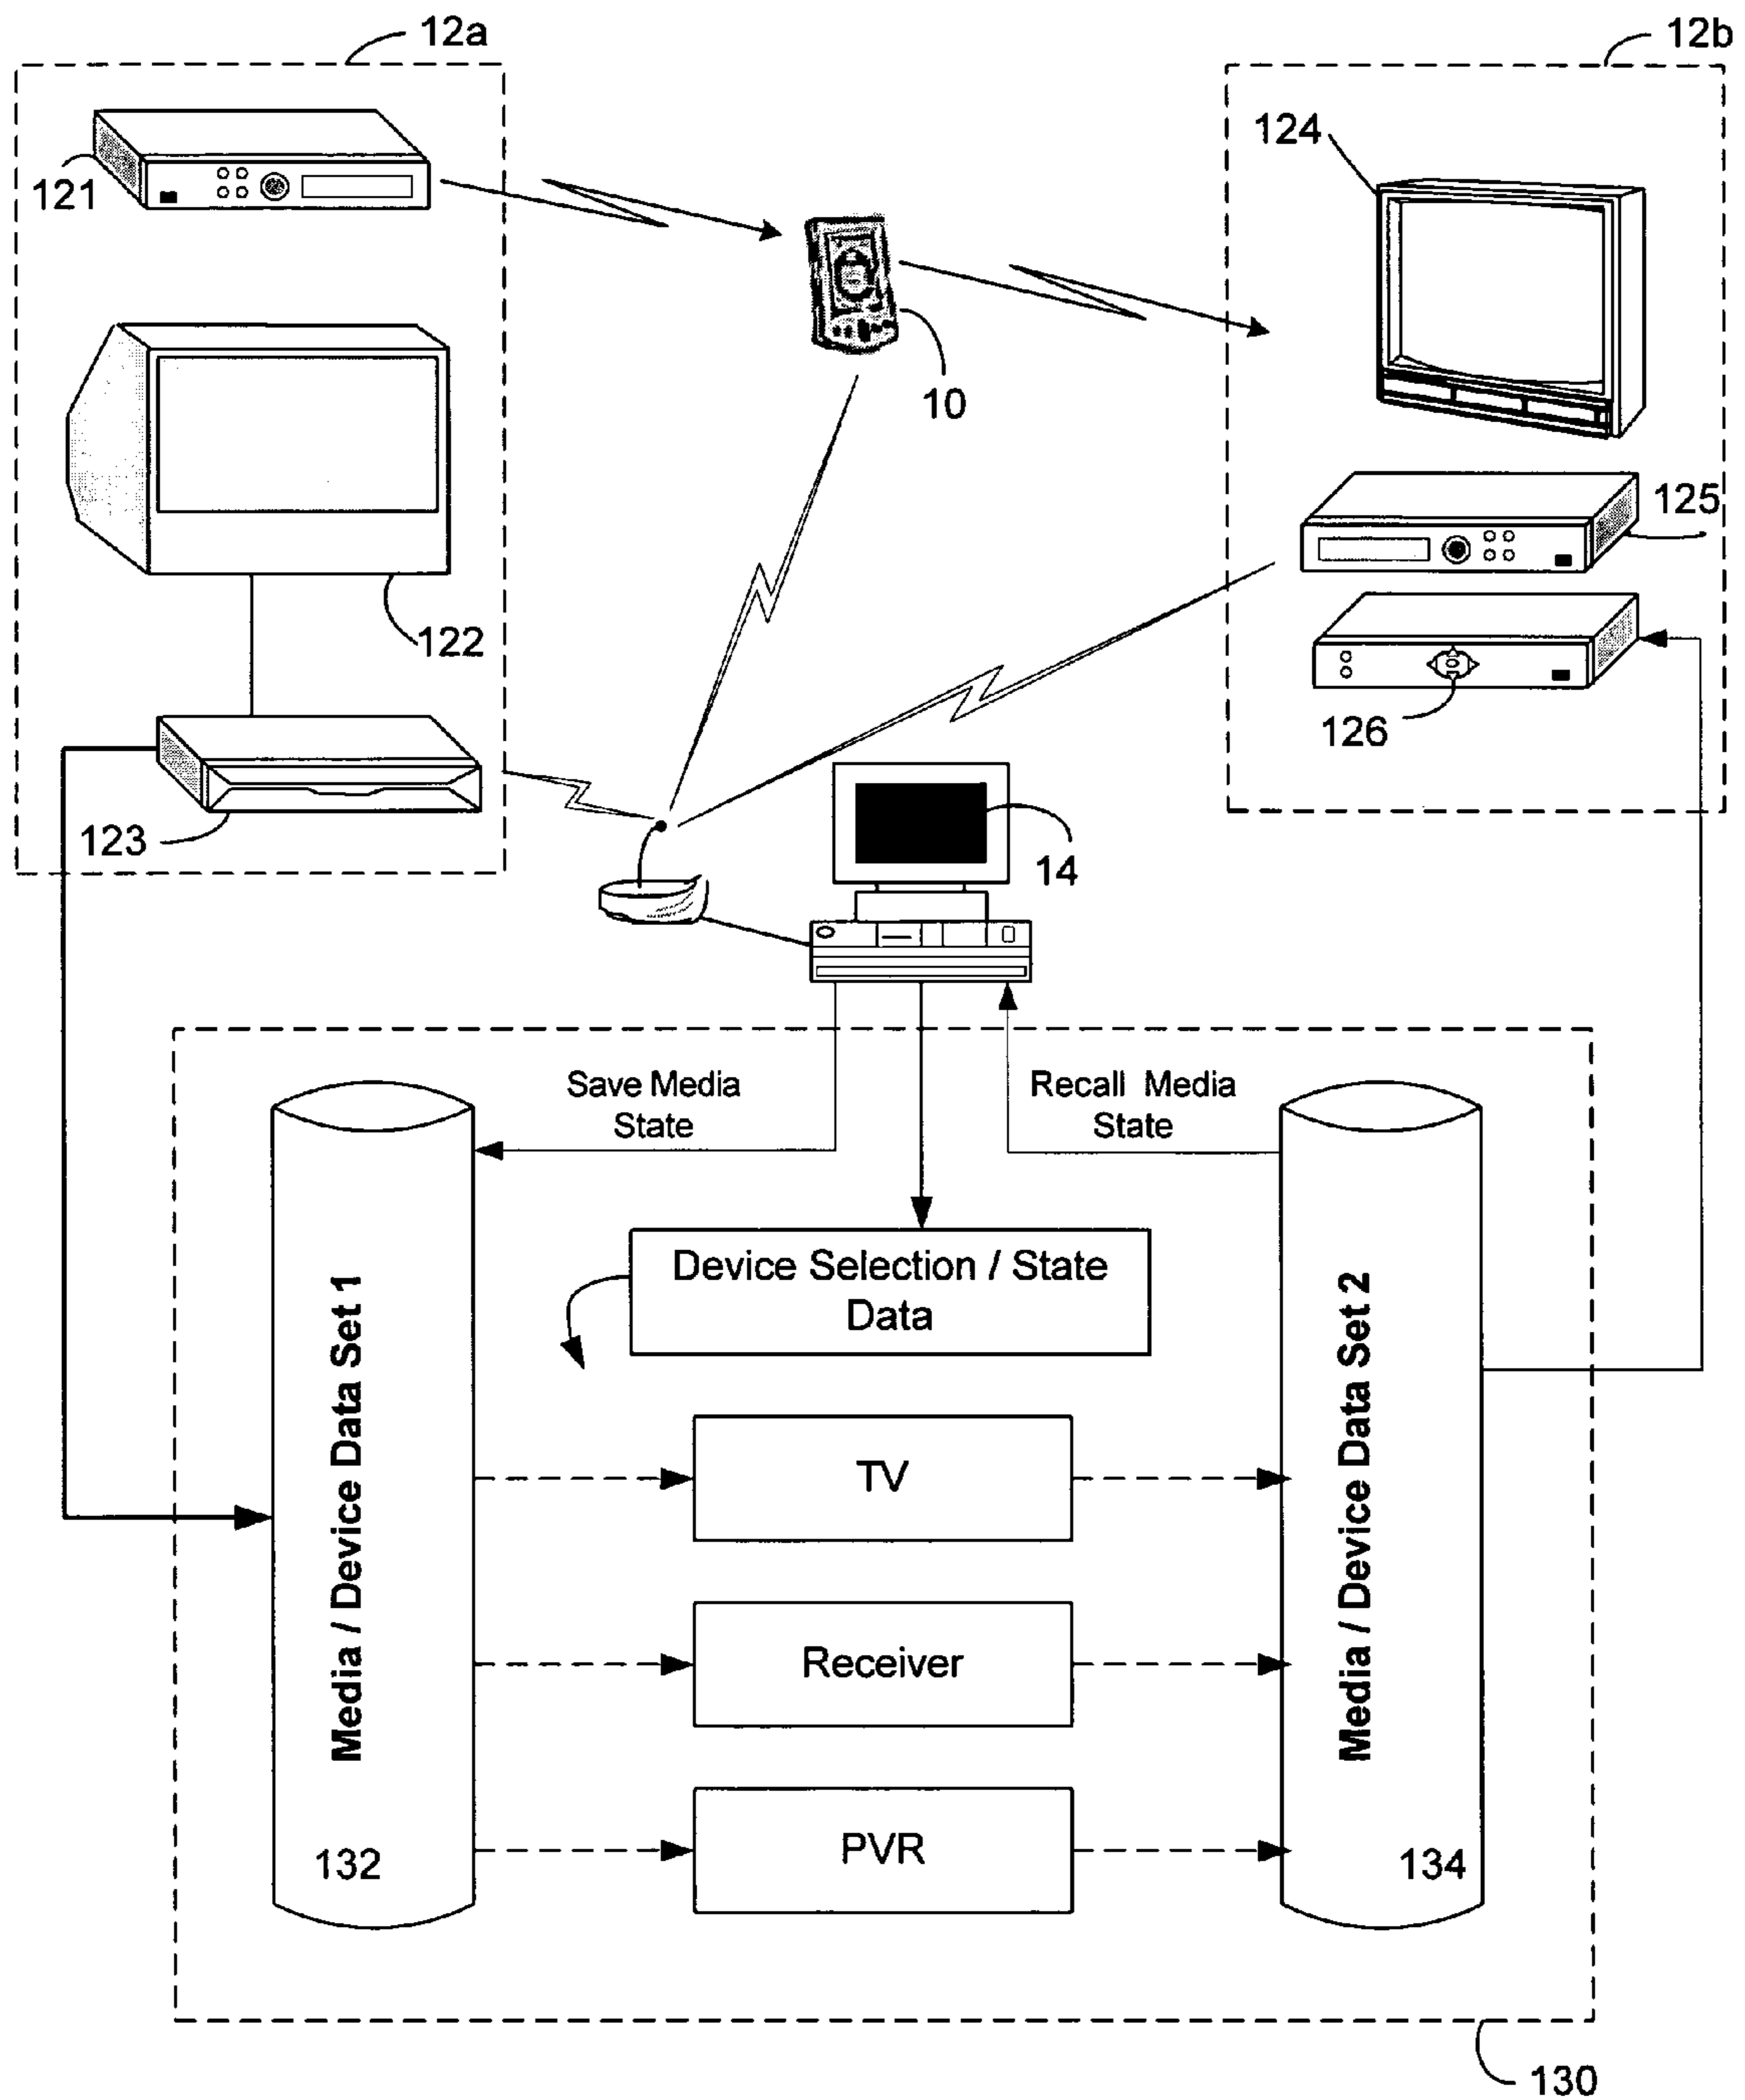 12a
12b
124
121
10
125
122
126
123
14
Save Media
State
Recall Media
State
Device Selection / State
Data
Media / Device Data Set 1
Media / Device Data Set 2
TV
Receiver
PVR
132
134
130